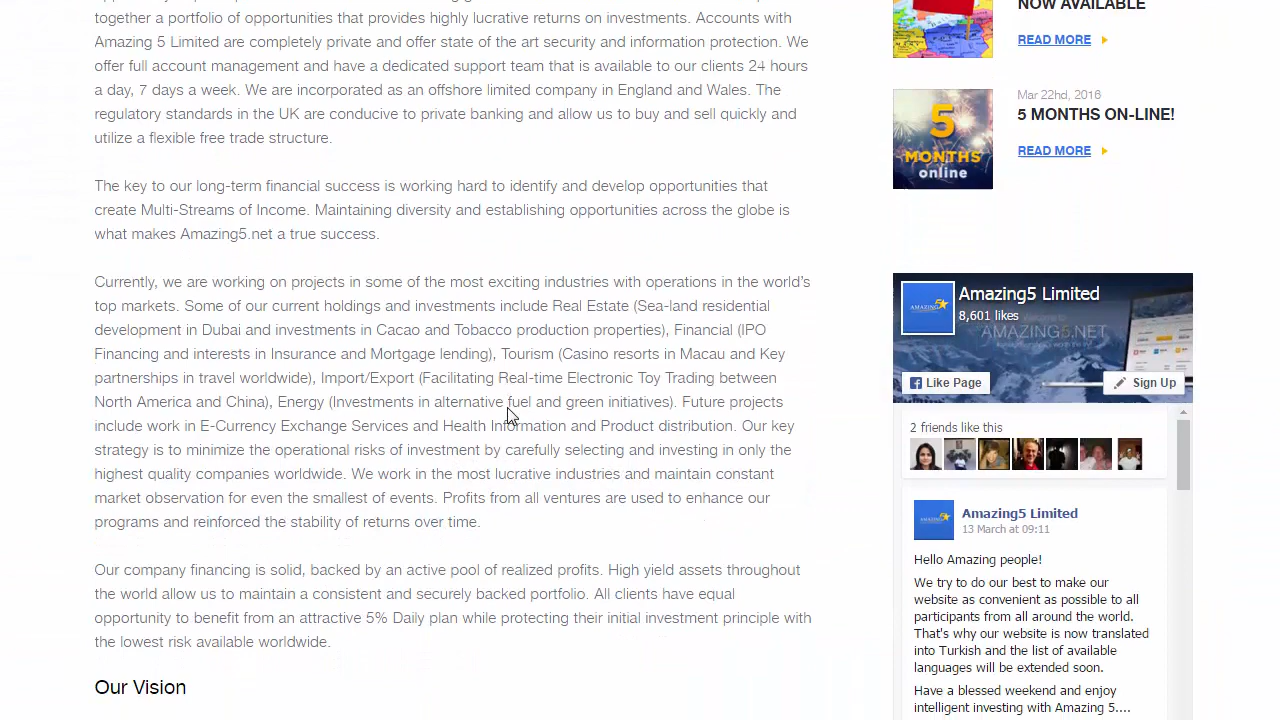 together a portfolio of opportunities that provides highly lucrative returns on investments. Accounts with
Amazing 5 Limited are completely private and offer state of the art security and information protection. We
offer full account management and have a dedicated support team that is available to our clients 24 hours
a day, 7 days a week. We are incorporated as an offshore limited company in England and Wales. The
regulatory standards in the UK are conducive to private banking and allow us to buy and sell quickly and
utilize a flexible free trade structure.
The key to our long-term financial success is working hard to identify and develop opportunities that
create Multi-Streams of Income. Maintaining diversity and establishing opportunities across the globe is
what makes Amazing5.net a true success.
Currently, we are working on projects in some of the most exciting industries with operations in the world's
top markets. Some of our current holdings and investments include Real Estate (Sea-land residential
development in Dubai and investments in Cacao and Tobacco production properties), Financial (IPO
Financing and interests in Insurance and Mortgage lending), Tourism (Casino resorts in Macau and Key
partnerships in travel worldwide), Import/Export (Facilitating Real-time Electronic Toy Trading between
North America and China), Energy (Investments in alternative fuel and green initiatives). Future projects
include work in E-Currency Exchange Services and Health Information and Product distribution. Our key
strategy is to minimize the operational risks of investment by carefully selecting and investing in only the
highest quality companies worldwide. We work in the most lucrative industries and maintain constant
market observation for even the smallest of events. Profits from all ventures are used to enhance our
programs and reinforced the stability of returns over time.
Our company financing is solid, backed by an active pool of realized profits. High yield assets throughout
the world allow us to maintain a consistent and securely backed portfolio. All clients have equal
opportunity to benefit from an attractive 5% Daily plan while protecting their initial investment principle with
the lowest risk available worldwide.
Our Vision
NOW AVAILABLE
READ MORE
5
MONTHS
online
Mar 22nd, 2016
5 MONTHS ON-LINE!
READ MORE
Amazing5 Limited
8,601 likes
AMAZING5.NET
Like Page
Sign Up
2 friends like this
Amazing5 Limited
13 March at 09:11
Hello Amazing people!
We try to do our best to make our
website as convenient as possible to all
participants from all around the world.
That's why our website is now translated
into Turkish and the list of available
languages will be extended soon.
Have a blessed weekend and enjoy
intelligent investing with Amazing 5....